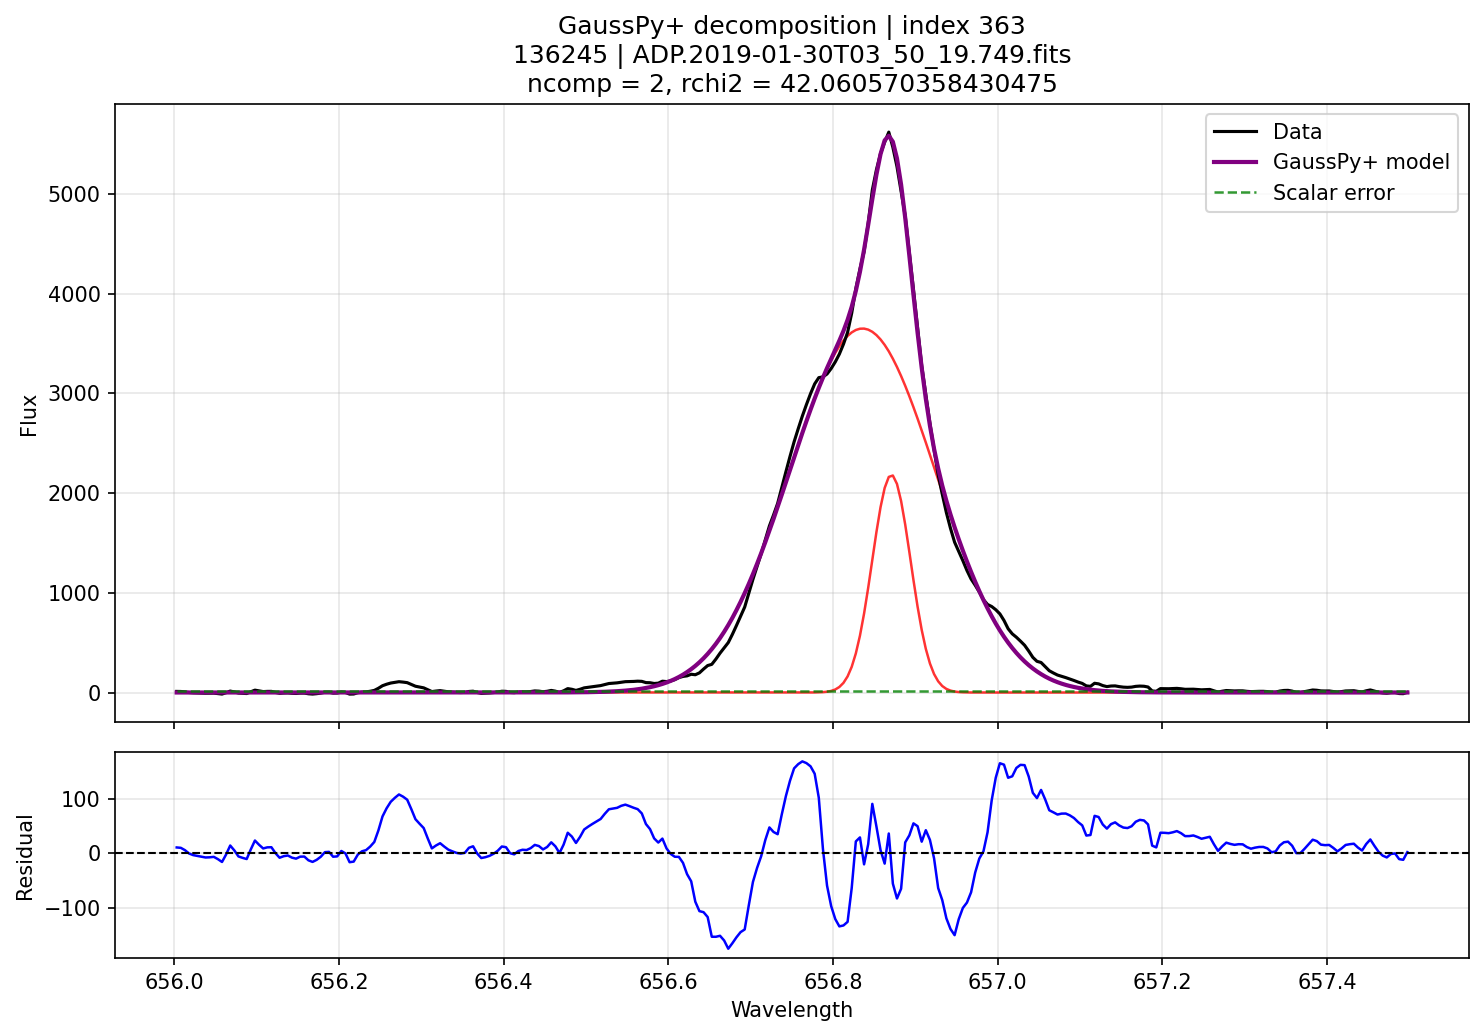 GaussPy+ decomposition | index 363
136245 | ADP.2019-01-30T03_50_19.749.fits
ncomp = 2, rchi2 = 42.060570358430475
Data
GaussPy+ model
Scalar error
5000
4000
3000
2000
1000
0
Flux
100
0
−100
Residual
656.0 656.2 656.4 656.6 656.8 657.0 657.2 657.4
Wavelength